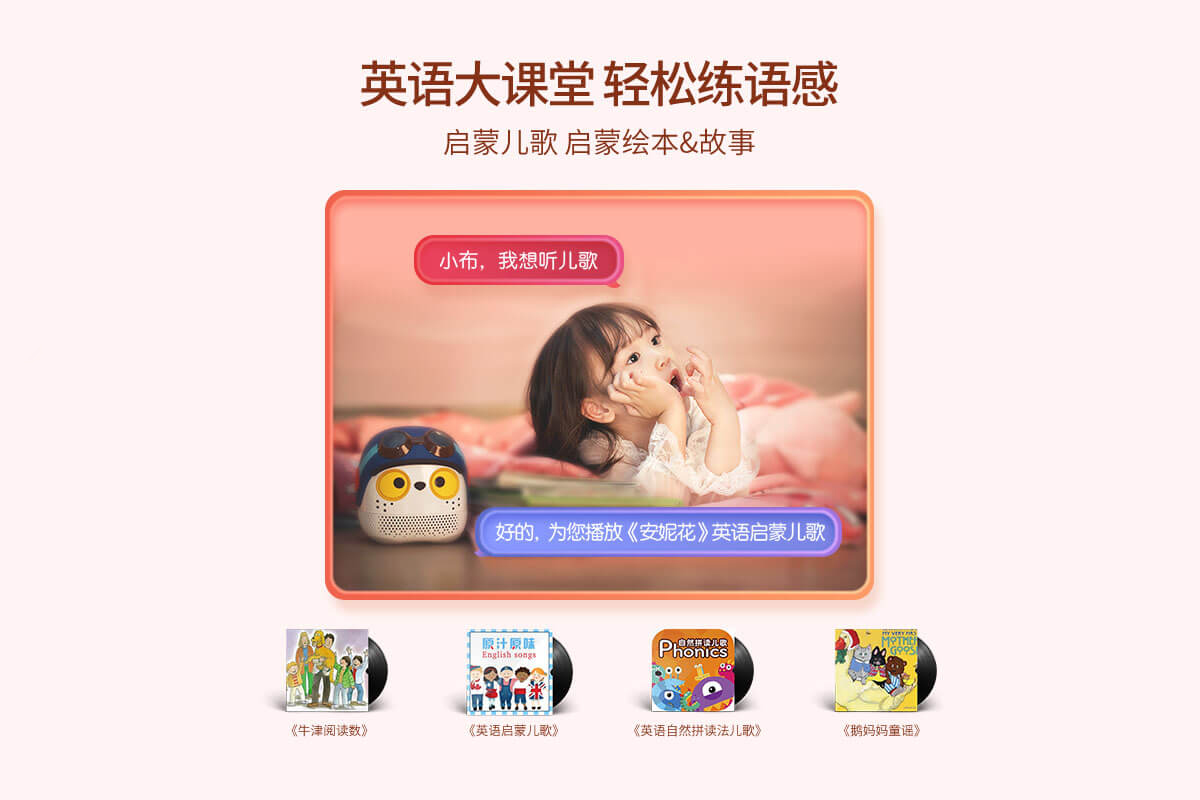 英语大课堂 轻松练语感
启蒙儿歌 启蒙绘本&故事
小布，我想听儿歌
好的，为您播放《安妮花》英语启蒙儿歌
原汁原味
English songs
自然拼读儿歌
Phonics
MY VERY FIRST
MOTHER
GOOSE
《牛津阅读数》
《英语启蒙儿歌》
《英语自然拼读法儿歌》
《鹅妈妈童谣》